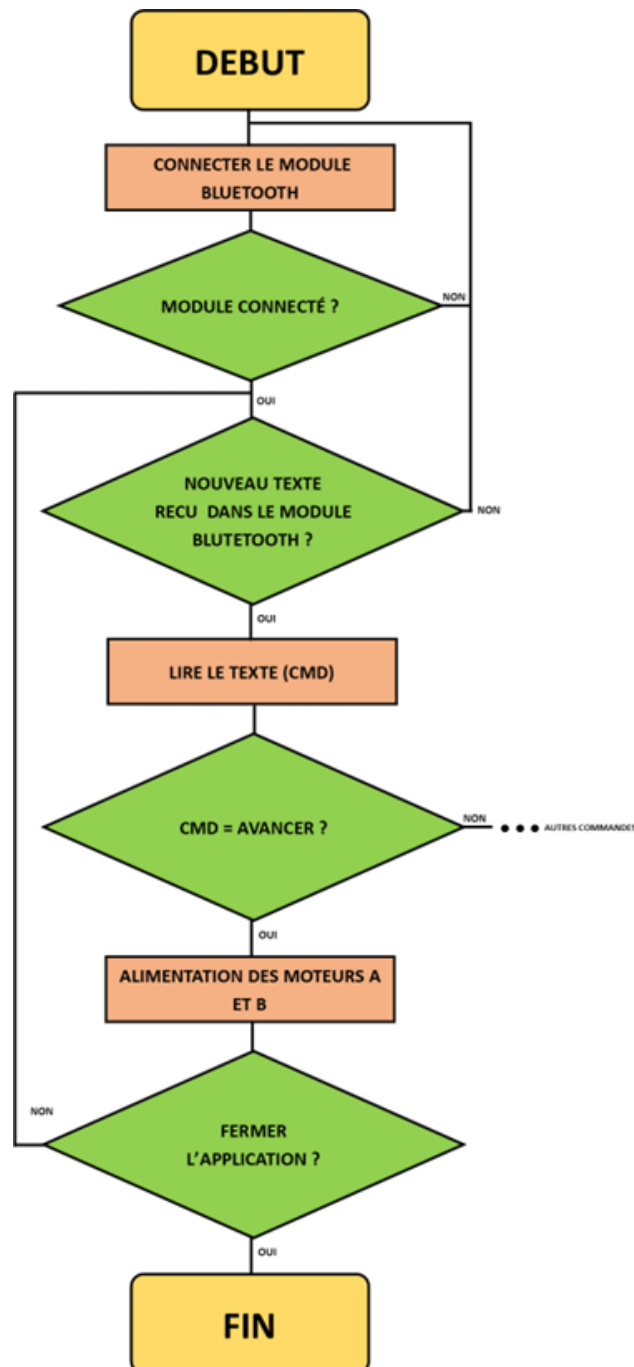 DEBUT
CONNECTER LE MODULE
BLUETOOTH
MODULE CONNECTÉ ?
NON
OUI
NOUVEAU TEXTE
RECU DANS LE MODULE
BLUTETOOTH ?
NON
OUI
LIRE LE TEXTE (CMD)
CMD = AVANCER ?
NON
AUTRES COMMANDES
OUI
ALIMENTATION DES MOTEURS A
ET B
NON
FERMER
L'APPLICATION ?
OUI
FIN